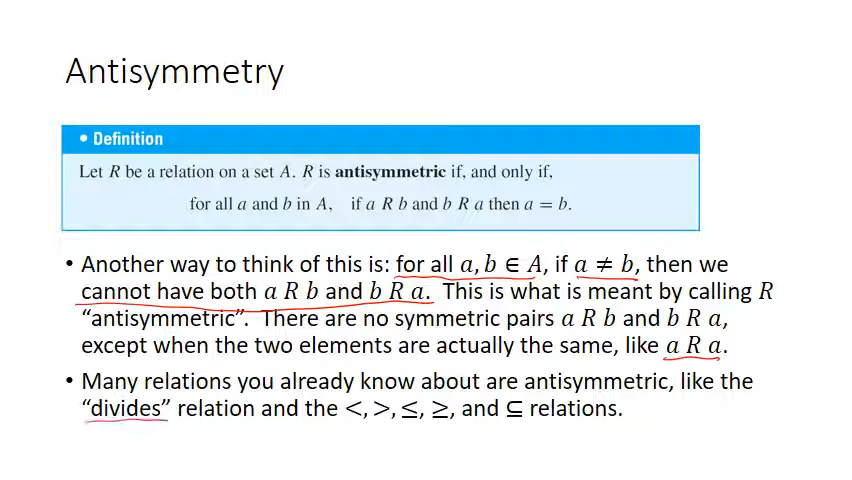 Antisymmetry
• Definition
Let R be a relation on a set A. R is antisymmetric if, and only if,
for all a and b in A, if a R b and b R a then a = b.
• Another way to think of this is: for all a, b ∈ A, if a ≠ b, then we
cannot have both a R b and b R a. This is what is meant by calling R
“antisymmetric”. There are no symmetric pairs a R b and b R a,
except when the two elements are actually the same, like a R a.
• Many relations you already know about are antisymmetric, like the
“divides” relation and the <, >, ≤, ≥, and ⊆ relations.